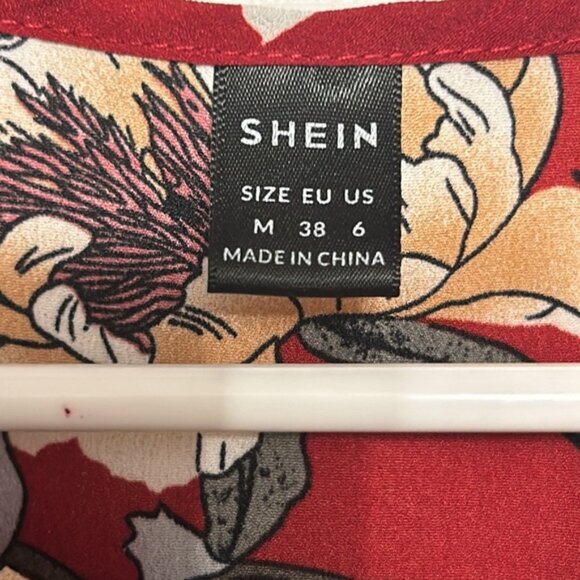 SHEIN
SIZE EU US
M 38 6
MADE IN CHINA